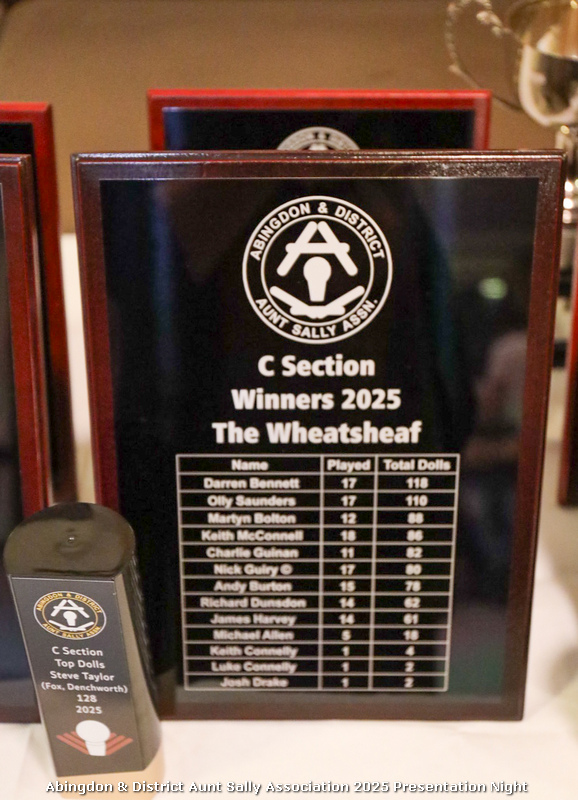 ABINGDON & DISTRICT
AUNT SALLY ASSN.
C Section
Winners 2025
The Wheatsheaf
Name Played Total Dolls
Darren Bennett 17 118
Olly Saunders 17 110
Martyn Bolton 12 88
Keith McConnell 18 86
Charlie Guinan 11 82
Nick Guiry © 17 80
Andy Burton 15 78
Richard Dunsdon 14 62
James Harvey 14 61
Michael Allen 5 18
Keith Connelly 1 4
Luke Connelly 1 2
Josh Drake 1 2
ABINGDON & DISTRICT
AUNT SALLY ASSN.
C Section
Top Dolls
Steve Taylor
(Fox, Denchworth)
128
2025
Abingdon & District Aunt Sally Association 2025 Presentation Night